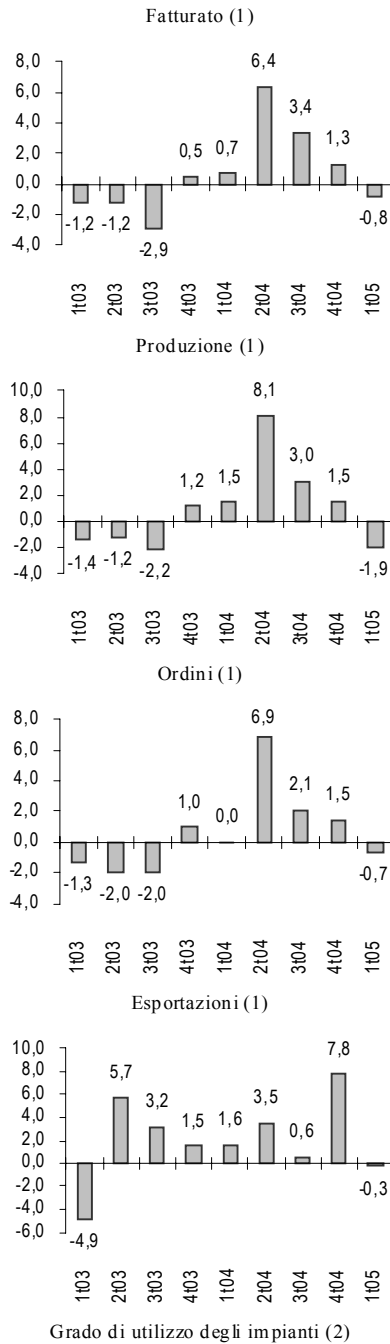 Fatturato (1)
8,0
6,0
4,0
2,0
0,0
-2,0
-4,0
-1,2
-1,2
-2,9
0,5
0,7
6,4
3,4
1,3
-0,8
1t03
2t03
3t03
4t03
1t04
2t04
3t04
4t04
1t05
Produzione (1)
10,0
8,0
6,0
4,0
2,0
0,0
-2,0
-4,0
-1,4
-1,2
-2,2
1,2
1,5
8,1
3,0
1,5
-1,9
1t03
2t03
3t03
4t03
1t04
2t04
3t04
4t04
1t05
Ordini (1)
8,0
6,0
4,0
2,0
0,0
-2,0
-4,0
-1,3
-2,0
-2,0
1,0
0,0
6,9
2,1
1,5
-0,7
1t03
2t03
3t03
4t03
1t04
2t04
3t04
4t04
1t05
Esportazioni (1)
10,0
8,0
6,0
4,0
2,0
0,0
-2,0
-4,0
-6,0
-4,9
5,7
3,2
1,5
1,6
3,5
0,6
7,8
-0,3
1t03
2t03
3t03
4t03
1t04
2t04
3t04
4t04
1t05
Grado di utilizzo degli impianti (2)